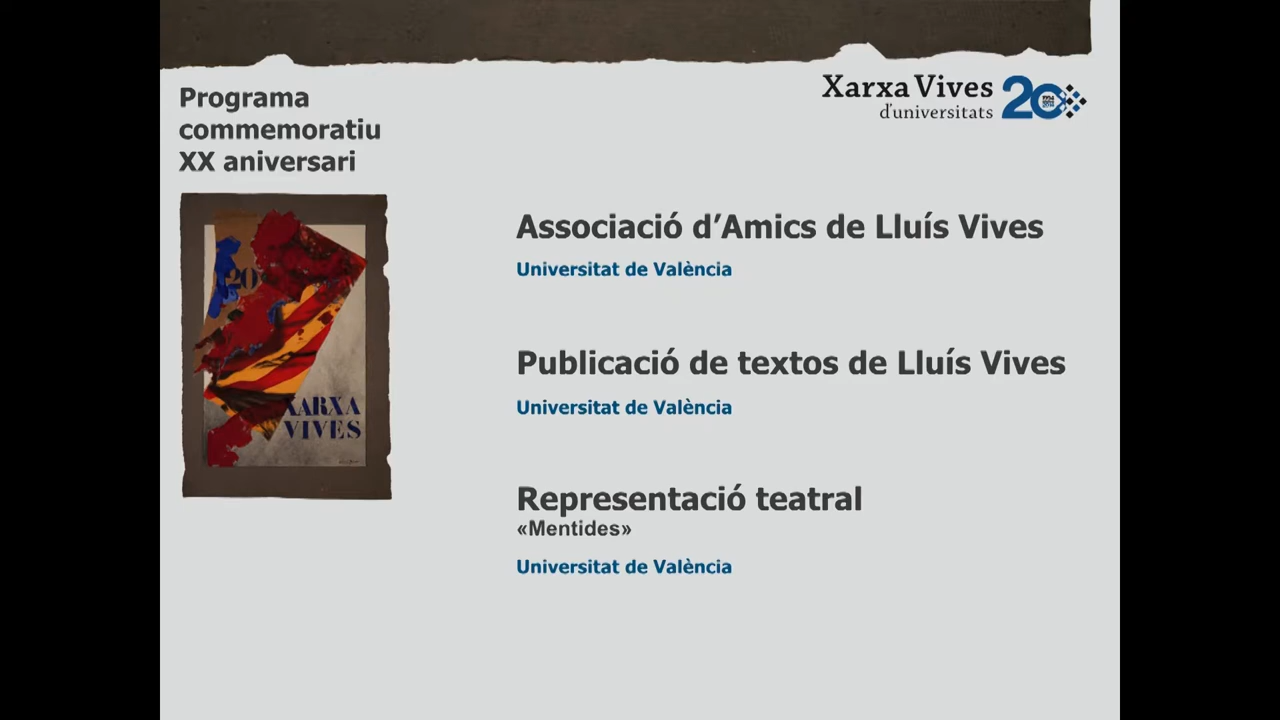 Programa
commemoratiu
XX aniversari
Xarxa Vives
d'universitats
20
20
XARXA
VIVES
Associació d’Amics de Lluís Vives
Universitat de València
Publicació de textos de Lluís Vives
Universitat de València
Representació teatral
«Mentides»
Universitat de València